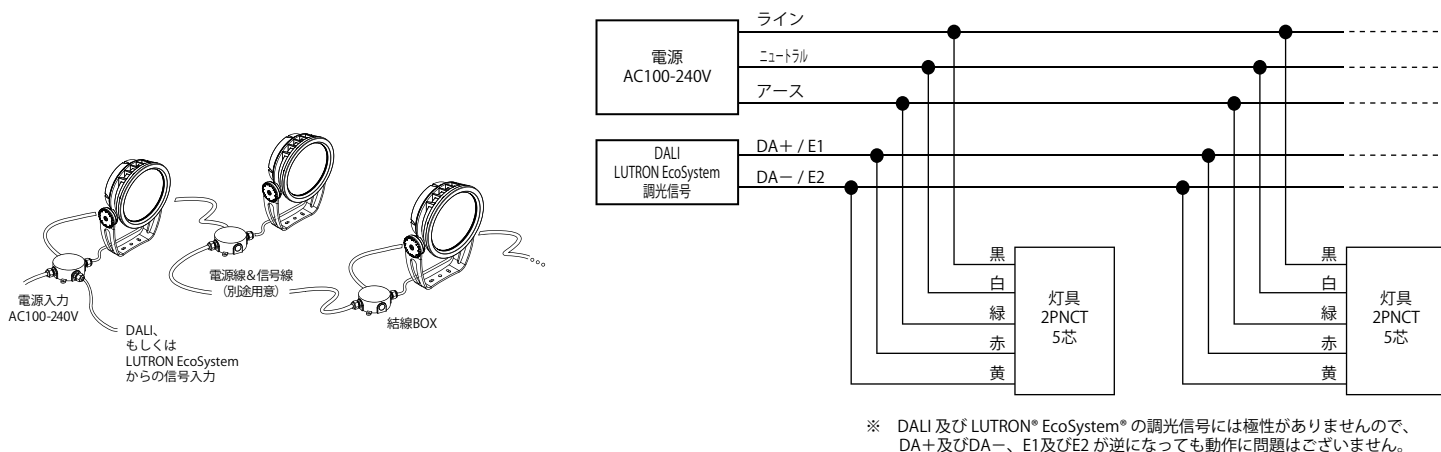 電源入力
AC100-240V
DALI、
もしくは
LUTRON EcoSystem
からの信号入力
電源線&信号線
（別途用意）
結線BOX
電源
AC100-240V
ライン
ニュートラル
アース
DALI
LUTRON EcoSystem
調光信号
DA＋ / E1
DA－ / E2
黒
白
緑
赤
黄
灯具
2PNCT
5芯
黒
白
緑
赤
黄
灯具
2PNCT
5芯
※ DALI 及び LUTRON® EcoSystem® の調光信号には極性がありませんので、
DA＋及びDA－、E1及びE2 が逆になっても動作に問題はございません。